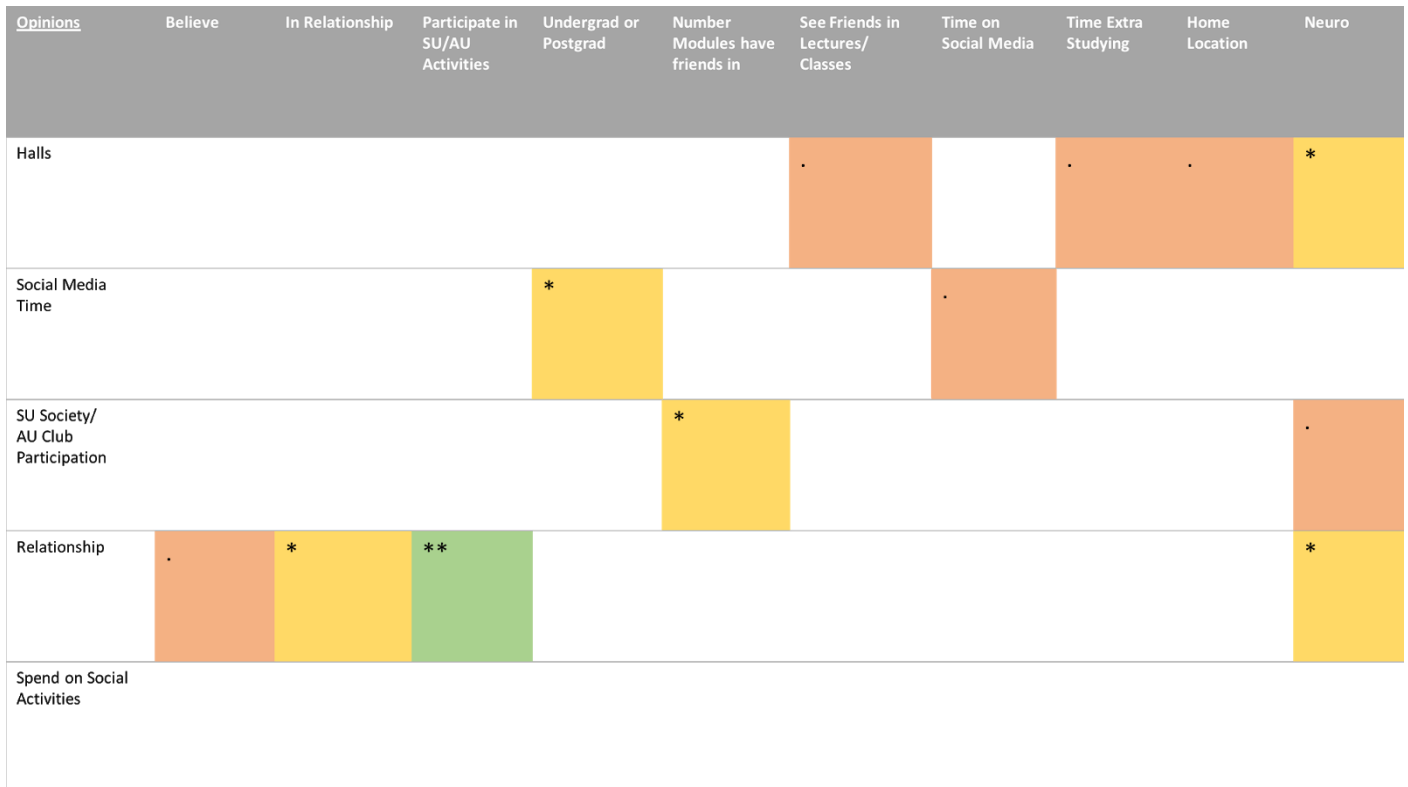 Opinions
Believe
In Relationship
Participate in
SU/AU
Activities
Undergrad or
Postgrad
Number
Modules have
friends in
See Friends in
Lectures/
Classes
Time on
Social Media
Time Extra
Studying
Home
Location
Neuro
Halls
.
.
.
*
Social Media
Time
*
.
SU Society/
AU Club
Participation
*
.
Relationship
.
*
**
*
Spend on Social
Activities